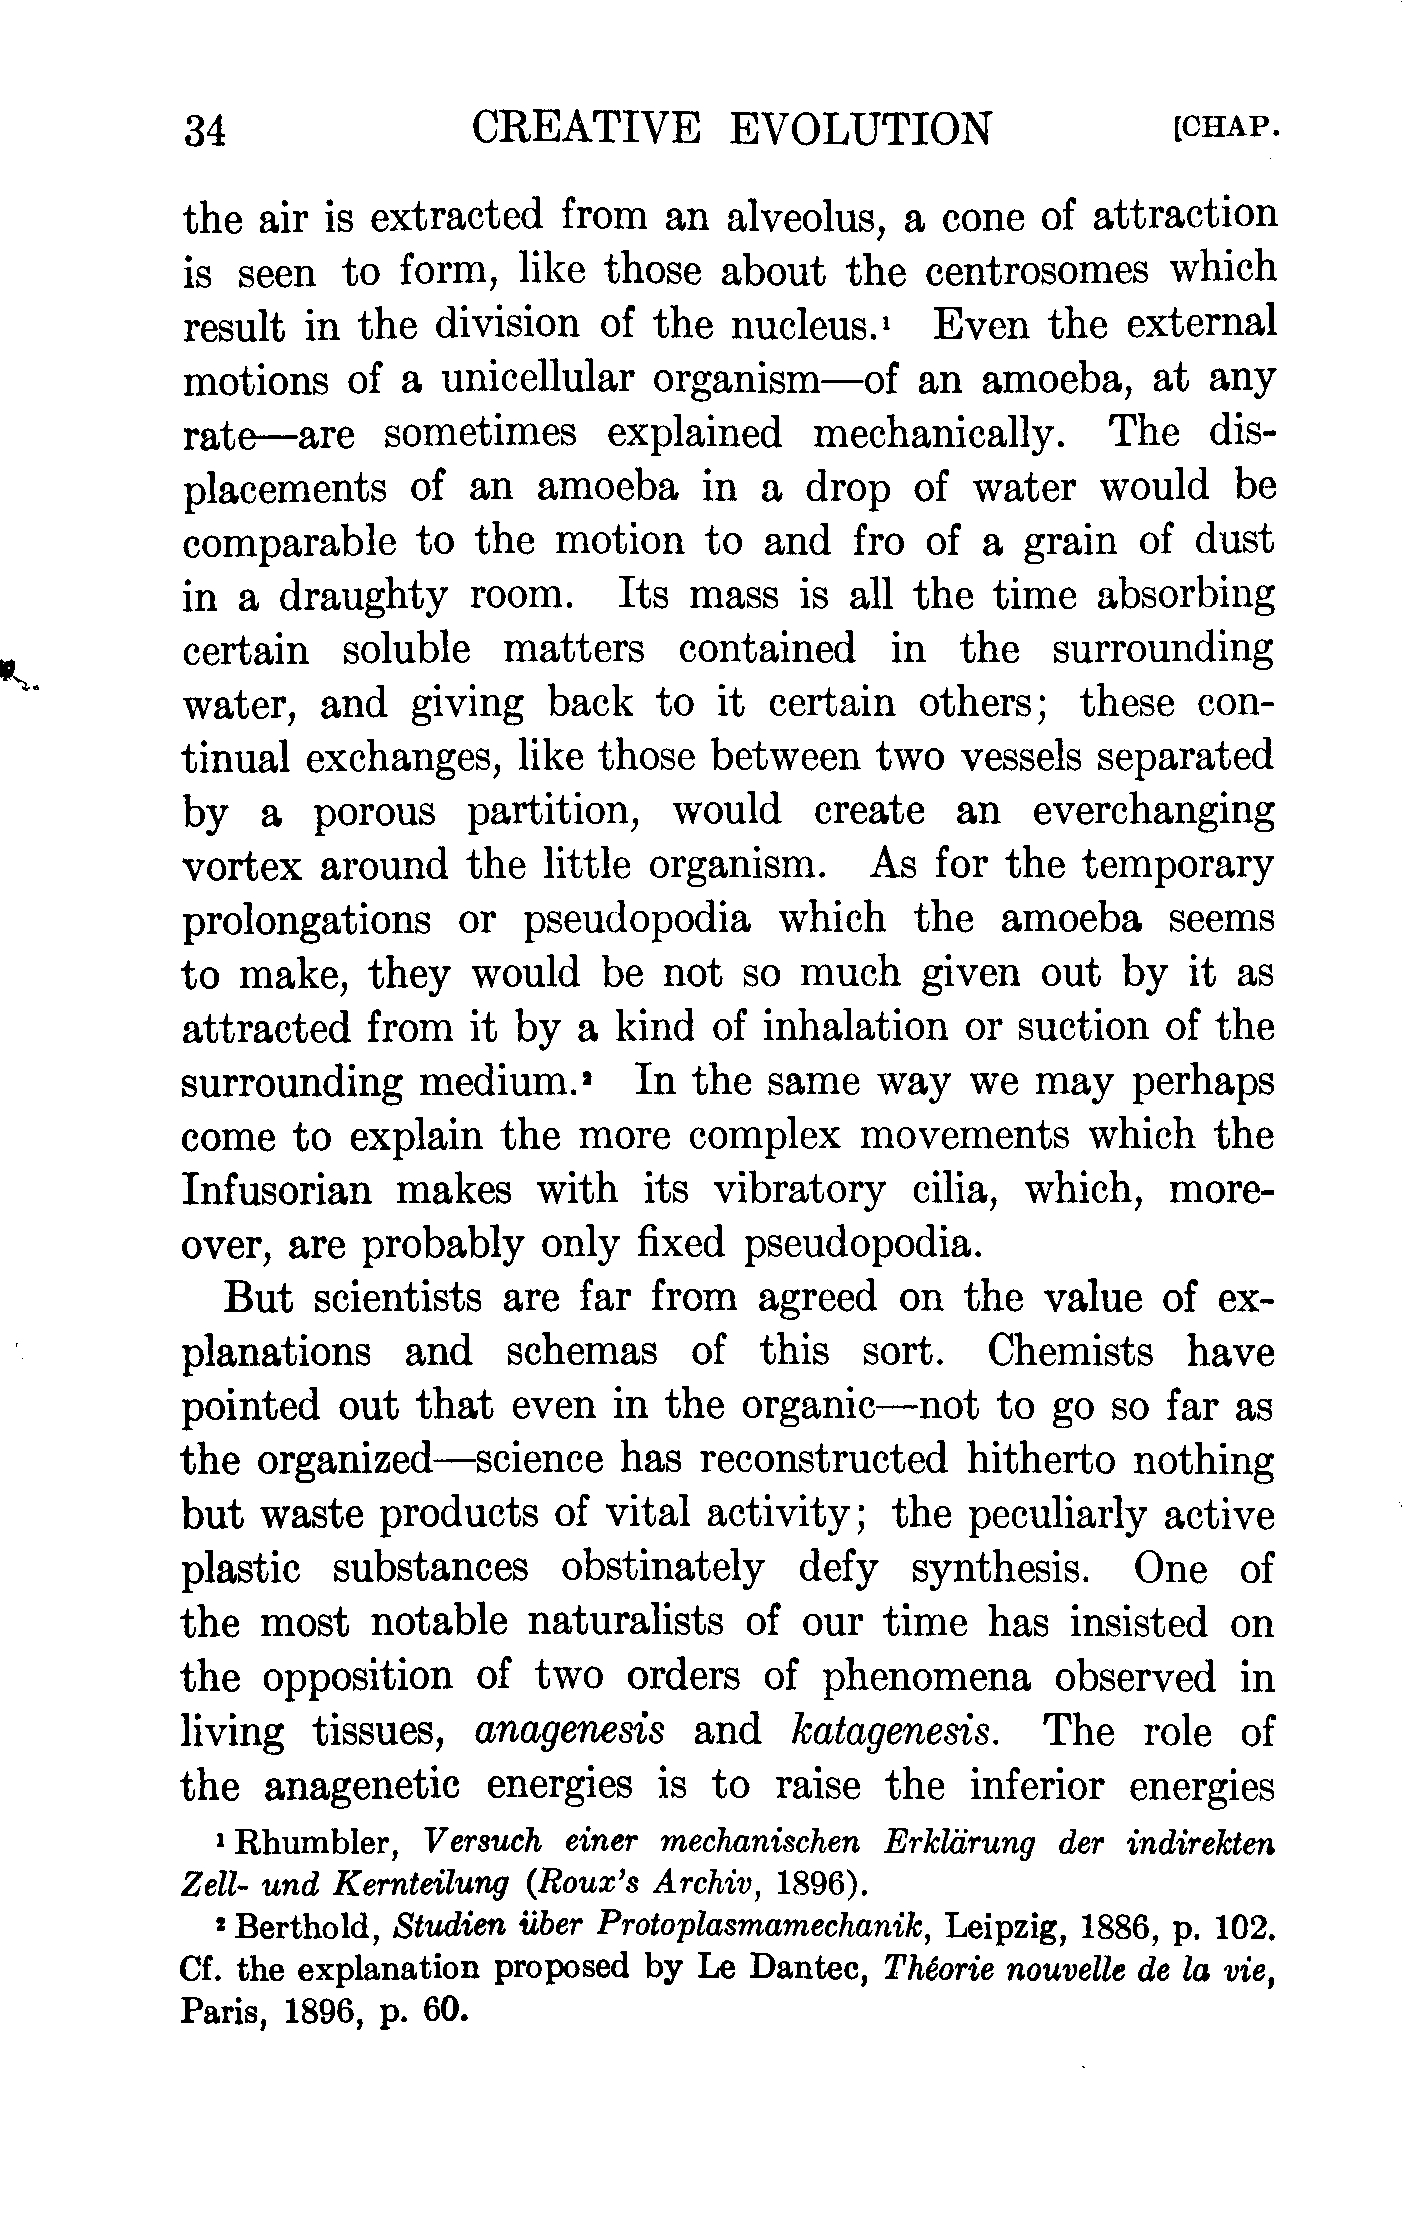 34 CREATIVE EVOLUTION [CHAP.
the air is extracted from an alveolus, a cone of attraction
is seen to form, like those about the centrosomes which
result in the division of the nucleus.¹ Even the external
motions of a unicellular organism—of an amoeba, at any
rate—are sometimes explained mechanically. The dis-
placements of an amoeba in a drop of water would be
comparable to the motion to and fro of a grain of dust
in a draughty room. Its mass is all the time absorbing
certain soluble matters contained in the surrounding
water, and giving back to it certain others; these con-
tinual exchanges, like those between two vessels separated
by a porous partition, would create an everchanging
vortex around the little organism. As for the temporary
prolongations or pseudopodia which the amoeba seems
to make, they would be not so much given out by it as
attracted from it by a kind of inhalation or suction of the
surrounding medium.² In the same way we may perhaps
come to explain the more complex movements which the
Infusorian makes with its vibratory cilia, which, more-
over, are probably only fixed pseudopodia.
But scientists are far from agreed on the value of ex-
planations and schemas of this sort. Chemists have
pointed out that even in the organic—not to go so far as
the organized—science has reconstructed hitherto nothing
but waste products of vital activity; the peculiarly active
plastic substances obstinately defy synthesis. One of
the most notable naturalists of our time has insisted on
the opposition of two orders of phenomena observed in
living tissues, anagenesis and katagenesis. The role of
the anagenetic energies is to raise the inferior energies
¹ Rhumbler, Versuch einer mechanischen Erklärung der indirekten
Zell- und Kernteilung (Roux's Archiv, 1896).
² Berthold, Studien über Protoplasmamechanik, Leipzig, 1886, p. 102.
Cf. the explanation proposed by Le Dantec, Théorie nouvelle de la vie,
Paris, 1896, p. 60.